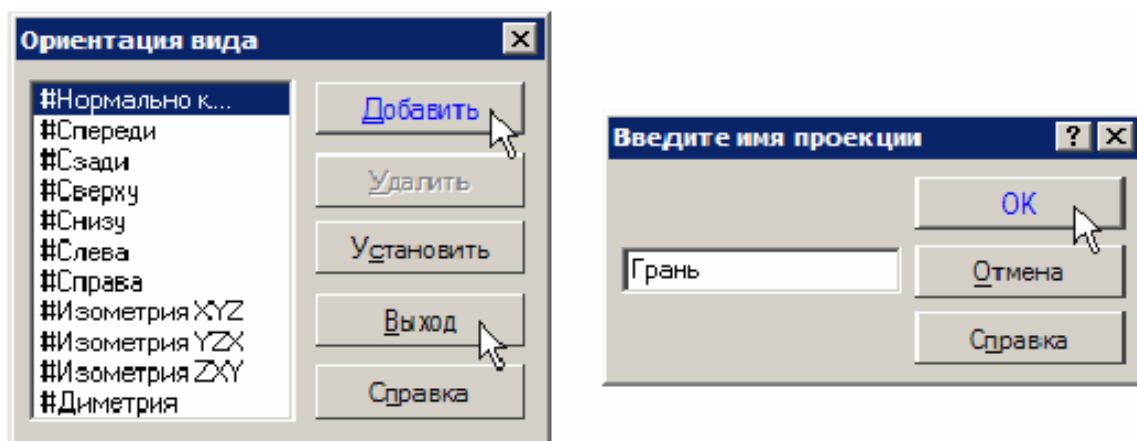 Ориентация вида
#Нормально к...
#Спереди
#Сзади
#Сверху
#Снизу
#Слева
#Справа
#Изометрия XYZ
#Изометрия YZX
#Изометрия ZXY
#Диметрия
Добавить
Удалить
Установить
Выход
Справка
Введите имя проекции
?
Грань
OK
Отмена
Справка